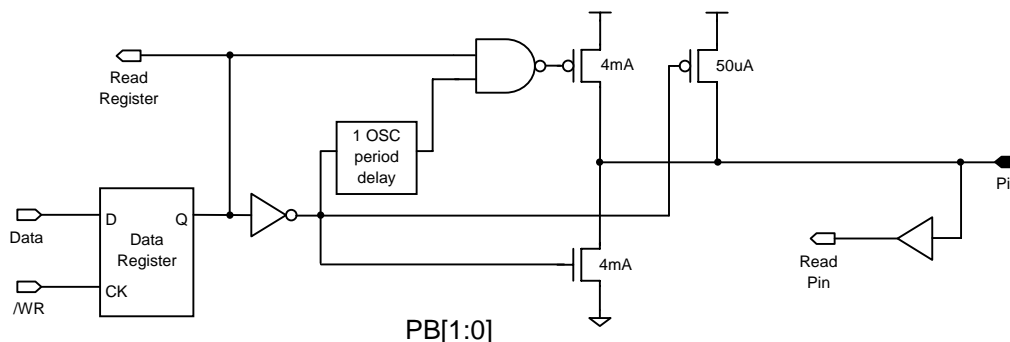 4mA
50uA
Read
Register
1 OSC
period
delay
Pi
D
Q
Data
Data
Register
Read
Pin
4mA
CK
/WR
PB[1:0]